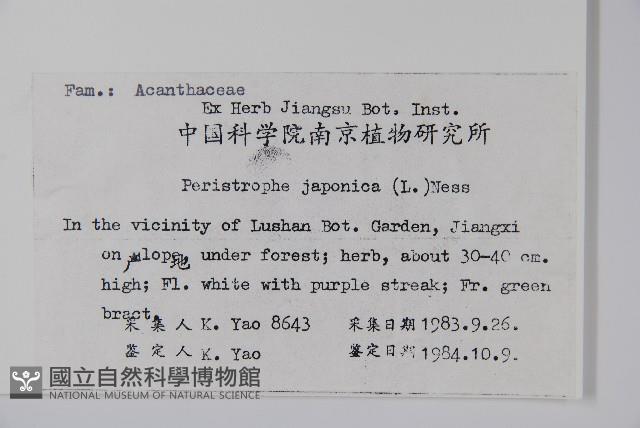 Fam.: Acanthaceae
Ex Herb Jiangsu Bot. Inst.
中國科学院南京植物研究所
Peristrophe japonica (L.)Ness
In the vicinity of Lushan Bot. Garden, Jiangxi
on slope under forest; herb, about 30-40 cm.
产地
high; Fl. white with purple streak; Fr. green
bract.
采集人 K. Yao 8643 采集日期 1983.9.26.
鉴定人 K. Yao 鉴定日期 1984.10.9.
國立自然科學博物館
NATIONAL MUSEUM OF NATURAL SCIENCE